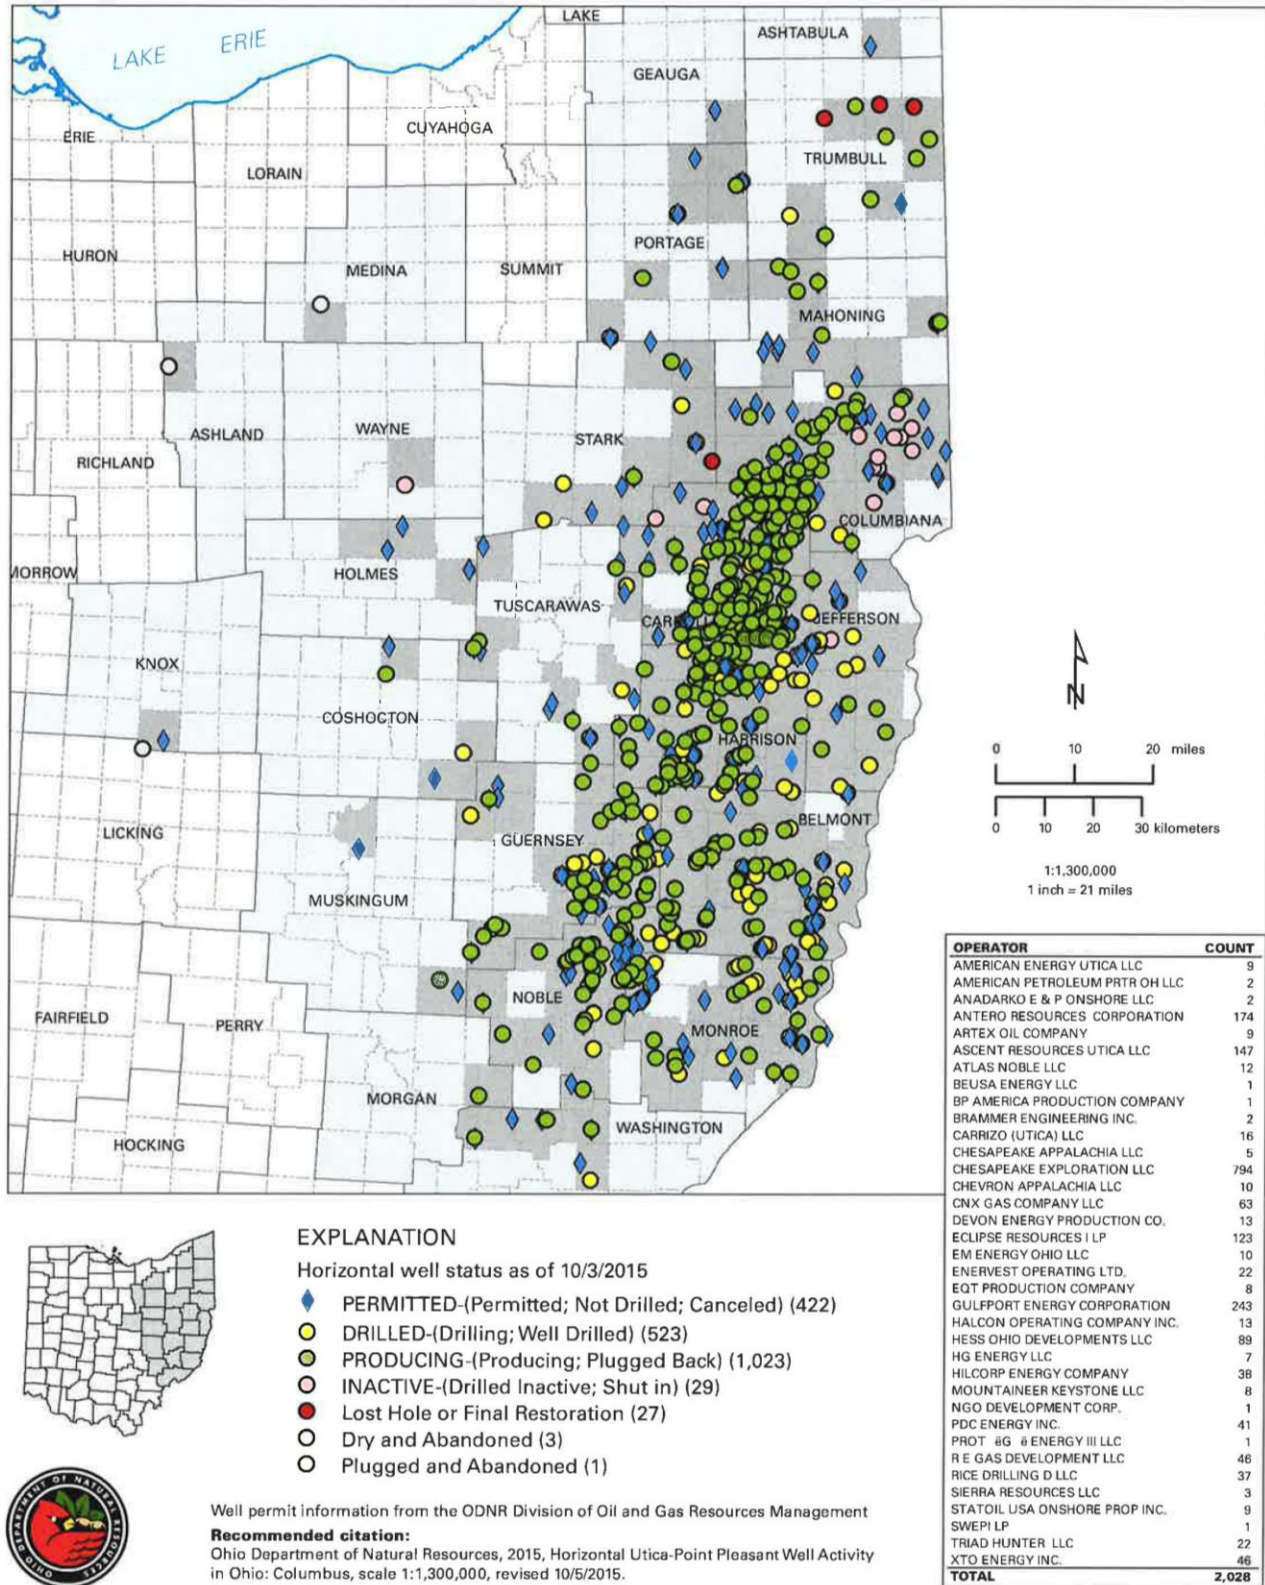 LAKE
ASHTABULA
LAKE ERIE
GEAUGA
CUYAHOGA
ERIE
TRUMBULL
LORAIN
PORTAGE
HURON
MEDINA
SUMMIT
MAHONING
ASHLAND
WAYNE
STARK
RICHLAND
COLUMBIANA
MORROW
HOLMES
TUSCARAWAS
JEFFERSON
KNOX
COSHOCTON
HARRISON
N
0 10 20 miles
0 10 20 30 kilometers
1:1,300,000
1 inch = 21 miles
BELMONT
LICKING
GUERNSEY
MUSKINGUM
NOBLE
FAIRFIELD
PERRY
MONROE
MORGAN
WASHINGTON
HOCKING
OPERATOR COUNT
AMERICAN ENERGY UTICA LLC 9
AMERICAN PETROLEUM PRTR OH LLC 2
ANADARKO E & P ONSHORE LLC 2
ANTERO RESOURCES CORPORATION 174
ARTEX OIL COMPANY 9
ASCENT RESOURCES UTICA LLC 147
ATLAS NOBLE LLC 12
BEUSA ENERGY LLC 1
BP AMERICA PRODUCTION COMPANY 1
BRAMMER ENGINEERING INC. 2
CARRIZO (UTICA) LLC 16
CHESAPEAKE APPALACHIA LLC 5
CHESAPEAKE EXPLORATION LLC 794
CHEVRON APPALACHIA LLC 10
CNX GAS COMPANY LLC 63
DEVON ENERGY PRODUCTION CO. 13
ECLIPSE RESOURCES I LP 123
EM ENERGY OHIO LLC 10
ENERVEST OPERATING LTD. 22
EQT PRODUCTION COMPANY 8
GULFPORT ENERGY CORPORATION 243
HALCON OPERATING COMPANY INC. 13
HESS OHIO DEVELOPMENTS LLC 89
HG ENERGY LLC 7
HILCORP ENERGY COMPANY 38
MOUNTAINEER KEYSTONE LLC 8
NGO DEVELOPMENT CORP. 1
PDC ENERGY INC. 41
PROT ëG ë ENERGY III LLC 1
R E GAS DEVELOPMENT LLC 46
RICE DRILLING D LLC 37
SIERRA RESOURCES LLC 3
STATOIL USA ONSHORE PROP INC. 9
SWEPI LP 1
TRIAD HUNTER LLC 22
XTO ENERGY INC. 46
TOTAL 2,028
EXPLANATION
Horizontal well status as of 10/3/2015
PERMITTED-(Permitted; Not Drilled; Canceled) (422)
DRILLED-(Drilling; Well Drilled) (523)
PRODUCING-(Producing; Plugged Back) (1,023)
INACTIVE-(Drilled Inactive; Shut in) (29)
Lost Hole or Final Restoration (27)
Dry and Abandoned (3)
Plugged and Abandoned (1)
OHIO DEPARTMENT OF NATURAL RESOURCES
Well permit information from the ODNR Division of Oil and Gas Resources Management
Recommended citation:
Ohio Department of Natural Resources, 2015, Horizontal Utica-Point Pleasant Well Activity
in Ohio: Columbus, scale 1:1,300,000, revised 10/5/2015.